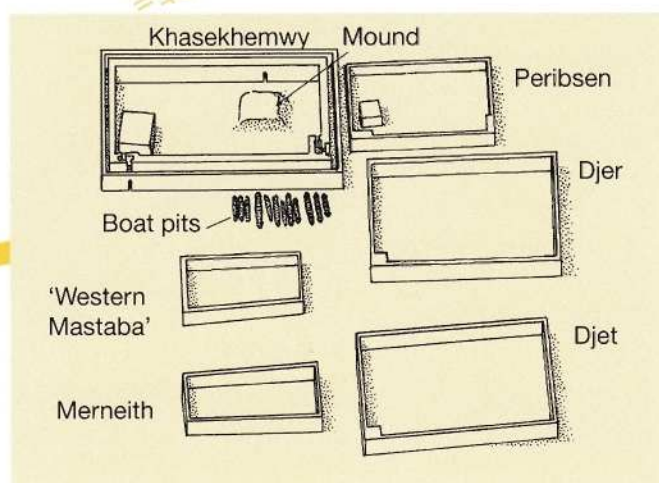 Khasekhemwy
Mound
Peribsen
Djer
Boat pits
'Western
Mastaba'
Djet
Merneith